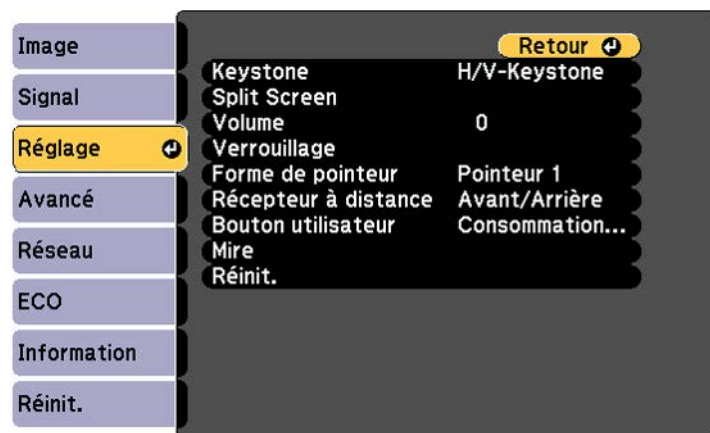 Image
Signal
Réglage
Avancé
Réseau
ECO
Information
Réinit.
Retour
Keystone H/V-Keystone
Split Screen
Volume 0
Verrouillage
Forme de pointeur Pointeur 1
Récepteur à distance Avant/Arrière
Bouton utilisateur Consommation...
Mire
Réinit.